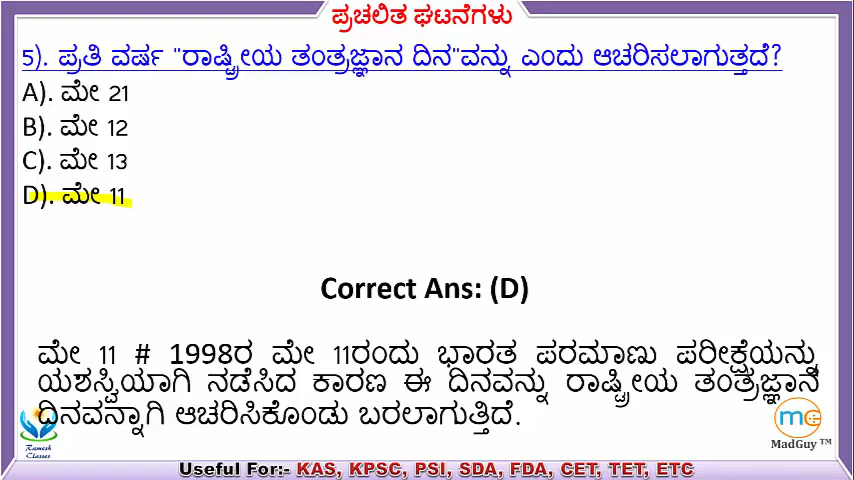 ಪ್ರಚಲಿತ ಘಟನೆಗಳು
5). ಪ್ರತಿ ವರ್ಷ "ರಾಷ್ಟ್ರೀಯ ತಂತ್ರಜ್ಞಾನ ದಿನ"ವನ್ನು ಎಂದು ಆಚರಿಸಲಾಗುತ್ತದೆ?
A). ಮೇ 21
B). ಮೇ 12
C). ಮೇ 13
D). ಮೇ 11
Correct Ans: (D)
ಮೇ 11 # 1998ರ ಮೇ 11ರಂದು ಭಾರತ ಪರಮಾಣು ಪರೀಕ್ಷೆಯನ್ನು
ಯಶಸ್ವಿಯಾಗಿ ನಡೆಸಿದ ಕಾರಣ ಈ ದಿನವನ್ನು ರಾಷ್ಟ್ರೀಯ ತಂತ್ರಜ್ಞಾನ
ದಿನವನ್ನಾಗಿ ಆಚರಿಸಿಕೊಂಡು ಬರಲಾಗುತ್ತಿದೆ.
Ramesh
Classes
MadGuy ™
Useful For:- KAS, KPSC, PSI, SDA, FDA, CET, TET, ETC